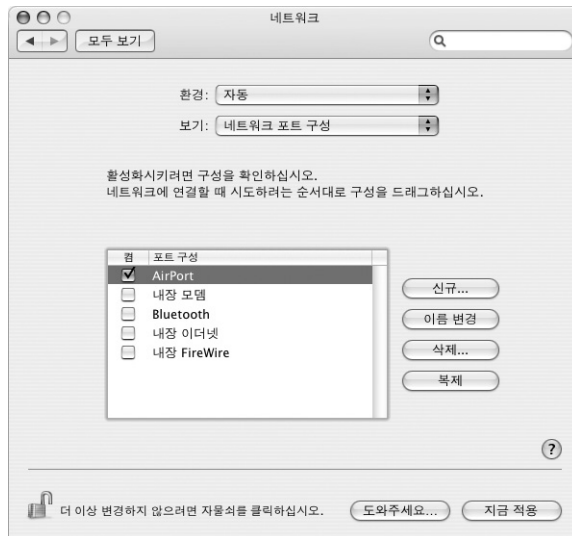 네트워크
모두 보기
환경: 자동
보기: 네트워크 포트 구성
활성화시키려면 구성을 확인하십시오.
네트워크에 연결할 때 시도하려는 순서대로 구성을 드래그하십시오.
켬 포트 구성
AirPort
내장 모뎀
Bluetooth
내장 이더넷
내장 FireWire
신규...
이름 변경
삭제...
복제
?
더 이상 변경하지 않으려면 자물쇠를 클릭하십시오.
도와주세요...
지금 적용